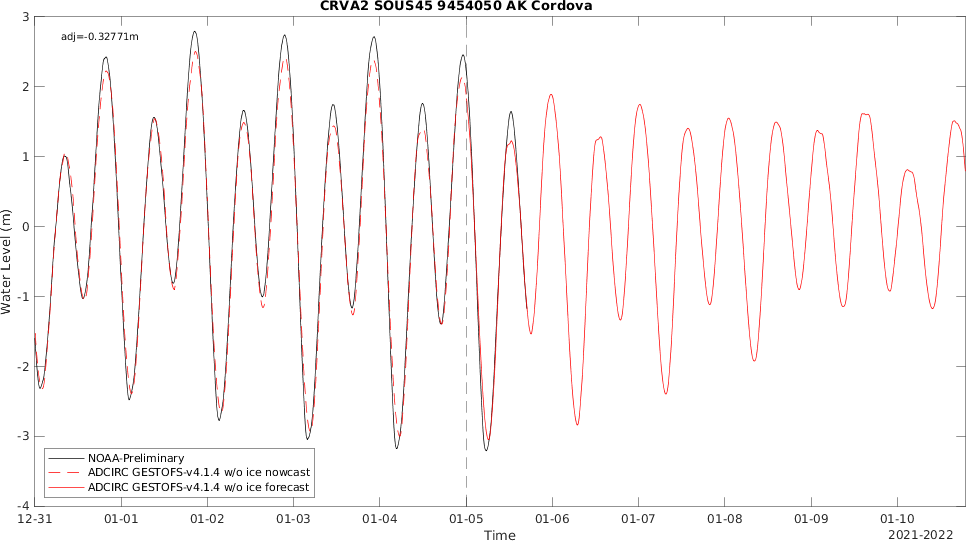 CRVA2 SOUS45 9454050 AK Cordova
adj=-0.32771m
3
2
1
0
-1
-2
-3
-4
Water Level (m)
NOAA-Preliminary
ADCIRC GESTOFS-v4.1.4 w/o ice nowcast
ADCIRC GESTOFS-v4.1.4 w/o ice forecast
12-31 01-01 01-02 01-03 01-04 01-05 01-06 01-07 01-08 01-09 01-10
Time
2021-2022